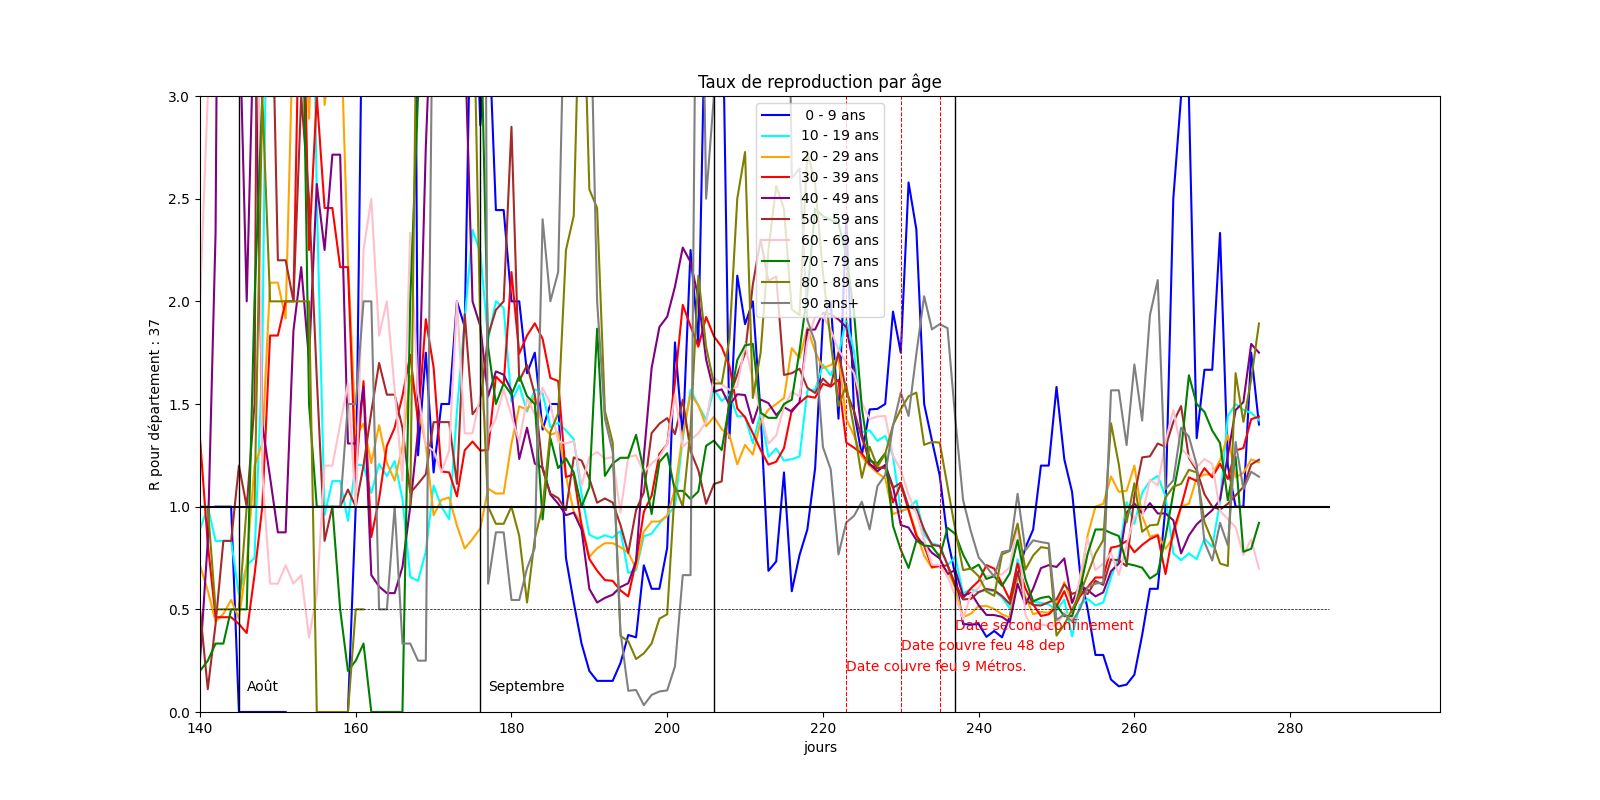 Taux de reproduction par âge
R pour département : 37
3.0
2.5
2.0
1.5
1.0
0.5
0.0
0 - 9 ans
10 - 19 ans
20 - 29 ans
30 - 39 ans
40 - 49 ans
50 - 59 ans
60 - 69 ans
70 - 79 ans
80 - 89 ans
90 ans+
Date second confinement
Date couvre feu 48 dep
Date couvre feu 9 Métros.
Août
Septembre
140
160
180
200
220
240
260
280
jours